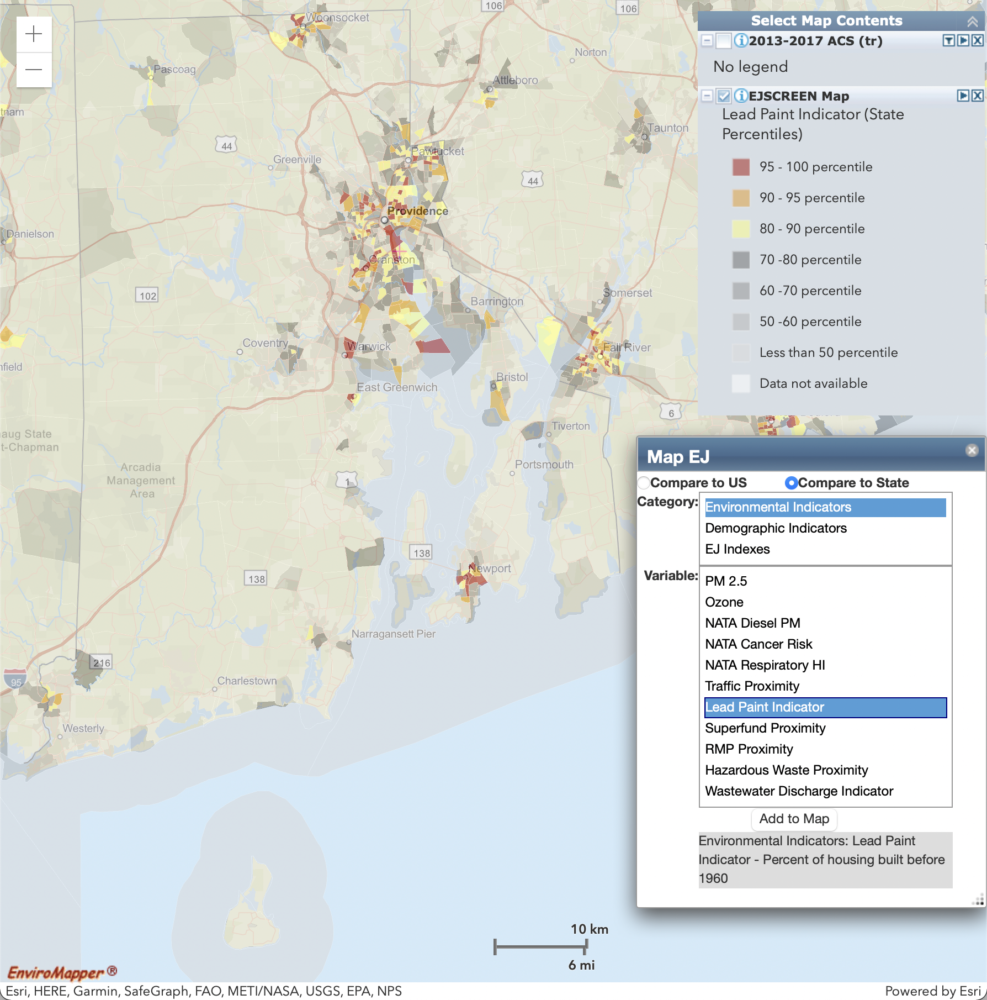 106
106
Woonsocket
Norton
Pascoag
Attleboro
tnam
Taunton
44
Pawtucket
Greenville
44
Providence
Danielson
Cranston
102
Somerset
Barrington
Coventry
Warwick
Fall River
nfield
Bristol
East Greenwich
6
Tiverton
aug State
t-Chapman
Portsmouth
Arcadia
Management
Area
1
138
Newport
138
Narragansett Pier
216
95
Charlestown
Westerly
Select Map Contents
2013-2017 ACS (tr)
No legend
EJSCREEN Map
Lead Paint Indicator (State
Percentiles)
95 - 100 percentile
90 - 95 percentile
80 - 90 percentile
70 -80 percentile
60 -70 percentile
50 -60 percentile
Less than 50 percentile
Data not available
Map EJ
Compare to US Compare to State
Category:
Environmental Indicators
Demographic Indicators
EJ Indexes
Variable:
PM 2.5
Ozone
NATA Diesel PM
NATA Cancer Risk
NATA Respiratory HI
Traffic Proximity
Lead Paint Indicator
Superfund Proximity
RMP Proximity
Hazardous Waste Proximity
Wastewater Discharge Indicator
Add to Map
Environmental Indicators: Lead Paint
Indicator - Percent of housing built before
1960
10 km
6 mi
EnviroMapper ®
Esri, HERE, Garmin, SafeGraph, FAO, METI/NASA, USGS, EPA, NPS
Powered by Esri